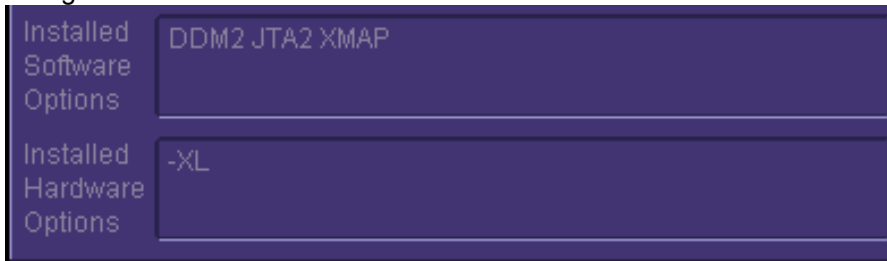 Installed
Software
Options
DDM2 JTA2 XMAP
Installed
Hardware
Options
-XL